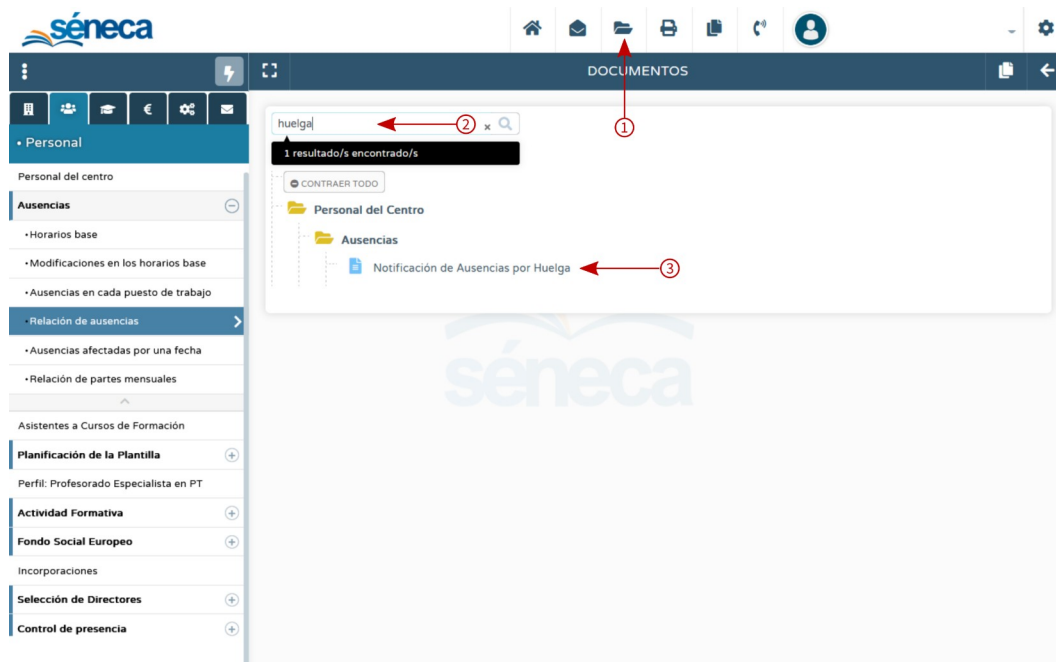 séneca
DOCUMENTOS
1
• Personal
Personal del centro
Ausencias
•Horarios base
•Modificaciones en los horarios base
•Ausencias en cada puesto de trabajo
•Relación de ausencias
•Ausencias afectadas por una fecha
•Relación de partes mensuales
Asistentes a Cursos de Formación
Planificación de la Plantilla
Perfil: Profesorado Especialista en PT
Actividad Formativa
Fondo Social Europeo
Incorporaciones
Selección de Directores
Control de presencia
huelga
2
1 resultado/s encontrado/s
CONTRAER TODO
Personal del Centro
Ausencias
Notificación de Ausencias por Huelga
3
séneca